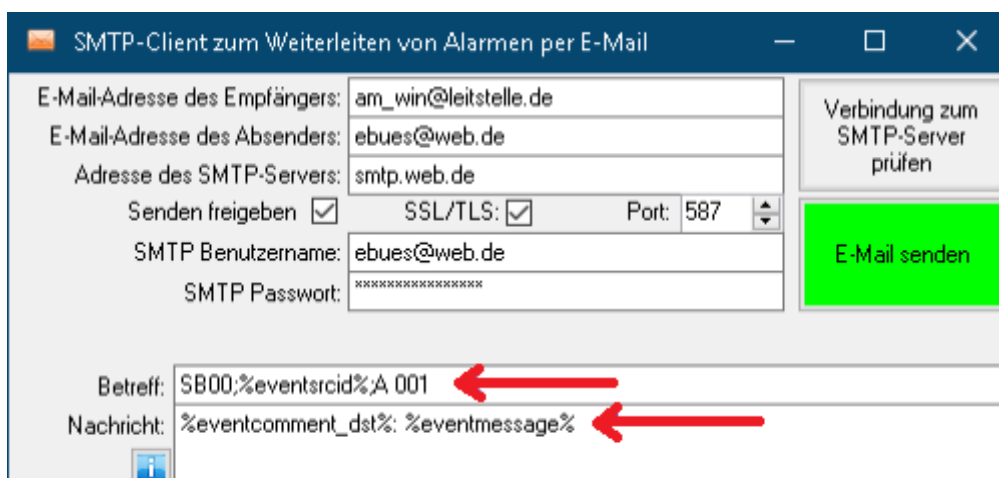 SMTP-Client zum Weiterleiten von Alarmen per E-Mail
E-Mail-Adresse des Empfängers: am_win@leitstelle.de
E-Mail-Adresse des Absenders: ebues@web.de
Adresse des SMTP-Servers: smtp.web.de
Verbindung zum
SMTP-Server
prüfen
Senden freigeben SSL/TLS: Port: 587
SMTP Benutzername: ebues@web.de
SMTP Passwort: ****************
E-Mail senden
Betreff: SB00;%eventsrcid%;A 001
Nachricht: %eventcomment_dst%: %eventmessage%